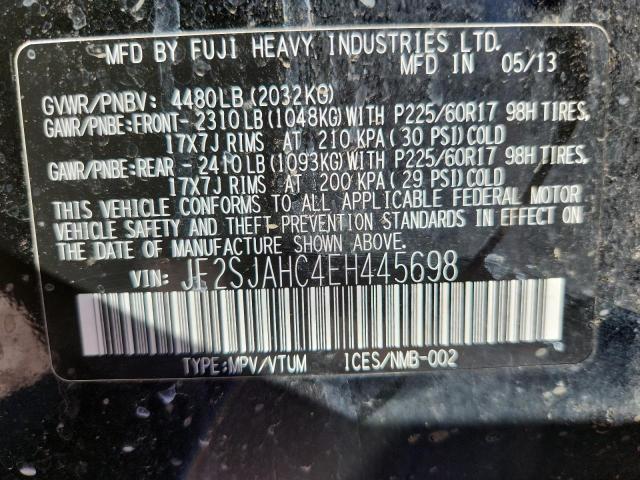 MFD BY FUJI HEAVY INDUSTRIES LTD.
MFD IN 05/13
GVWR/PNBV: 4480LB (2032KG)
GAWR/PNBE:FRONT- 2310LB (1048KG)WITH P225/60R17 98H TIRES,
17X7J RIMS AT 210 KPA (30 PSI) COLD
GAWR/PNBE:REAR - 2410LB (1093KG)WITH P225/60R17 98H TIRES,
17X7J RIMS AT 200 KPA (29 PSI) COLD
THIS VEHICLE CONFORMS TO ALL APPLICABLE FEDERAL MOTOR
VEHICLE SAFETY AND THEFT-PREVENTION STANDARDS IN EFFECT ON
THE DATE OF MANUFACTURE SHOWN ABOVE.
VIN: JF2SJAHC4EH445698
TYPE:MPV/VTUM ICES/NMB-002